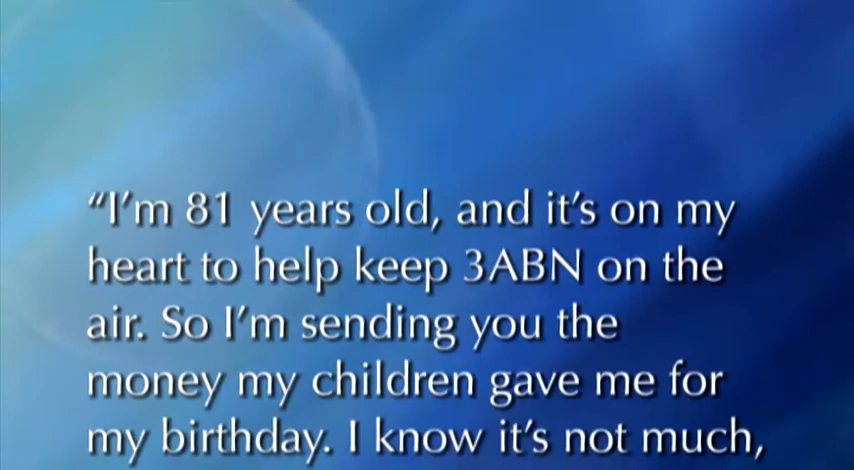 “I’m 81 years old, and it’s on my
heart to help keep 3ABN on the
air. So I’m sending you the
money my children gave me for
my birthday. I know it’s not much,